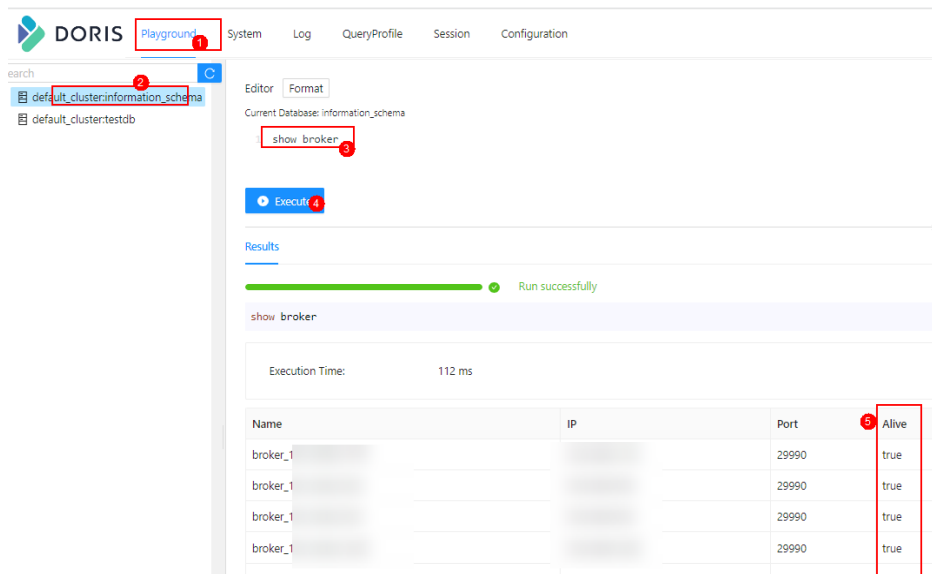 DORIS Playground System Log QueryProfile Session Configuration
1
earch
2
default_cluster:information_schema
default_cluster:testdb
Editor Format
Current Database: information_schema
show broker
3
Execute 4
Results
Run successfully
show broker
Execution Time: 112 ms
Name IP Port 5 Alive
broker_1 29990 true
broker_1 29990 true
broker_1 29990 true
broker_1 29990 true